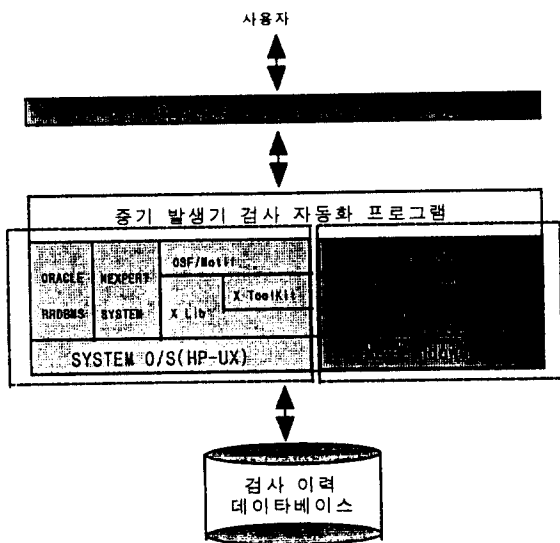 사용자
증기 발생기 검사 자동화 프로그램
ORACLE
RRDBMS
NEXPERT
SYSTEM
OSF/Motif
X Lib
X ToolKit
SYSTEM O/S(HP-UX)
검사 이력
데이타베이스